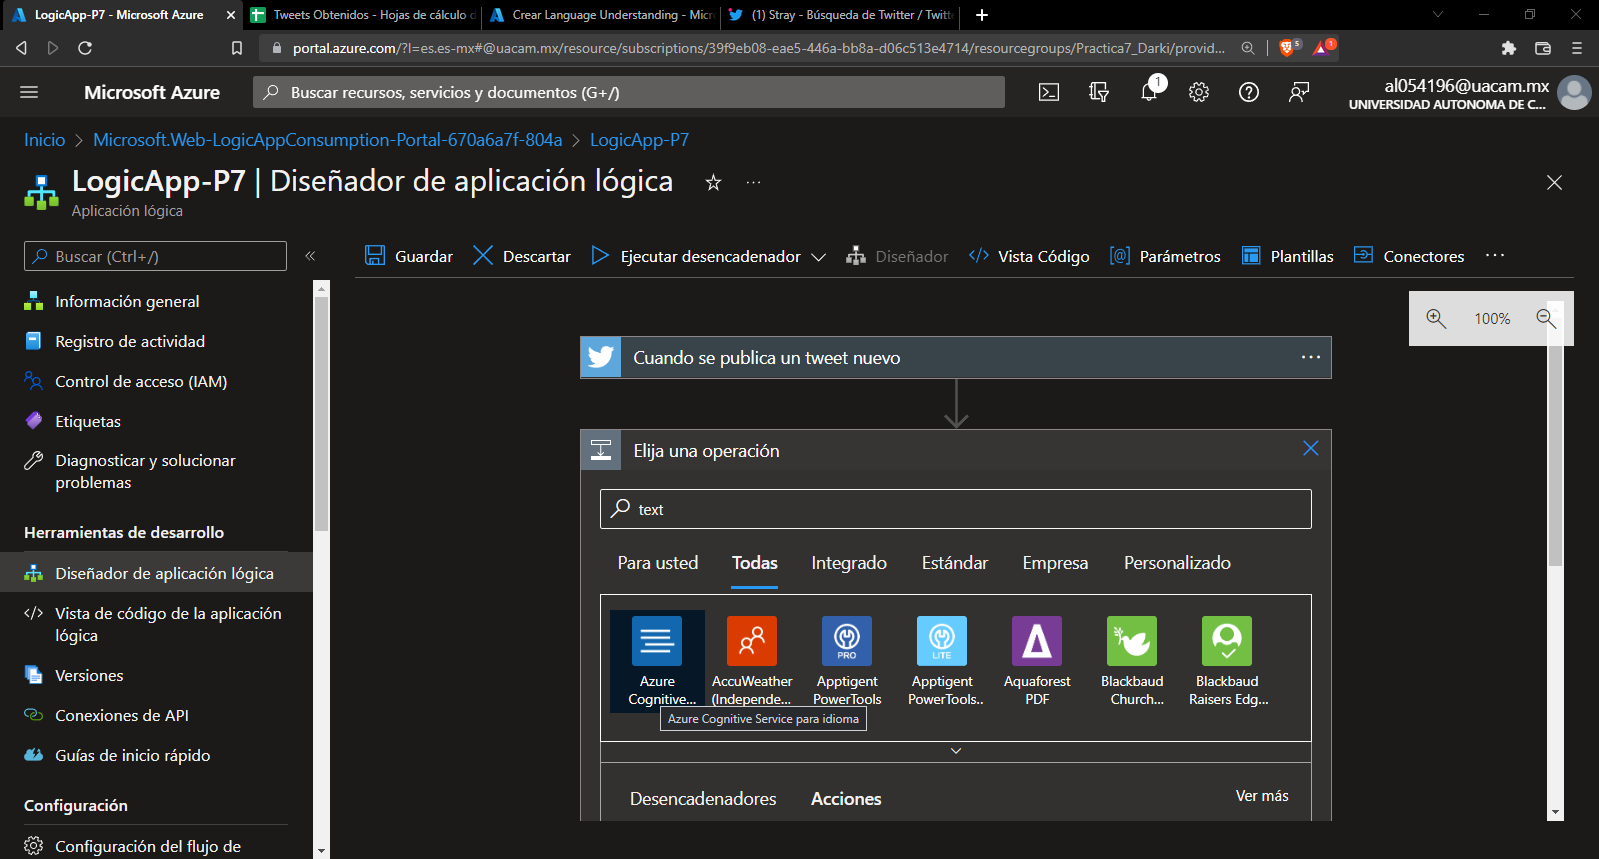 LogicApp-P7 - Microsoft Azure
Tweets Obtenidos - Hojas de cálculo d
Crear Language Understanding - Micr
(1) Stray - Búsqueda de Twitter / Twitte
portal.azure.com/?l=es.es-mx#@uacam.mx/resource/subscriptions/39f9eb08-eae5-446a-bb8a-d06c513e4714/resourcegroups/Practica7_Darki/provid...
5
1
Microsoft Azure
Buscar recursos, servicios y documentos (G+/)
1
al054196@uacam.mx
UNIVERSIDAD AUTONOMA DE C...
Inicio > Microsoft.Web-LogicAppConsumption-Portal-670a6a7f-804a > LogicApp-P7
LogicApp-P7 | Diseñador de aplicación lógica
Aplicación lógica
Buscar (Ctrl+/)
Guardar
Descartar
Ejecutar desencadenador
Diseñador
Vista Código
Parámetros
Plantillas
Conectores
Información general
Registro de actividad
Control de acceso (IAM)
Etiquetas
Diagnosticar y solucionar
problemas
Herramientas de desarrollo
Diseñador de aplicación lógica
Vista de código de la aplicación
lógica
Versiones
Conexiones de API
Guías de inicio rápido
Configuración
Configuración del flujo de
100%
Cuando se publica un tweet nuevo
Elija una operación
text
Para usted
Todas
Integrado
Estándar
Empresa
Personalizado
PRO
LITE
Azure
Cognitive...
AccuWeather
(Independe...
Apptigent
PowerTools
Apptigent
PowerTools..
Aquaforest
PDF
Blackbaud
Church...
Blackbaud
Raisers Edg...
Azure Cognitive Service para idioma
Desencadenadores
Acciones
Ver más